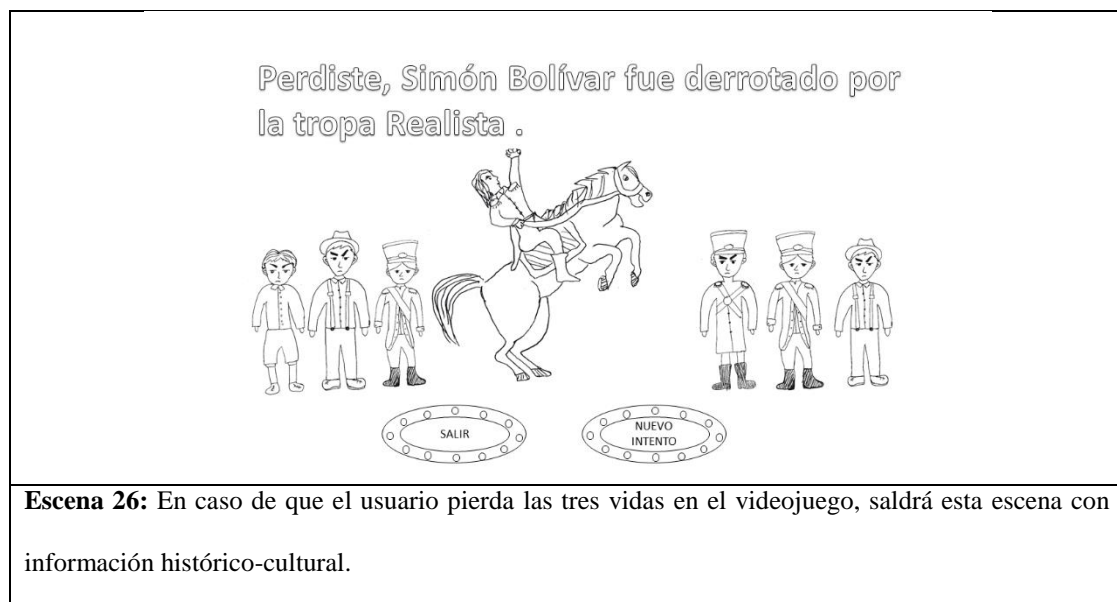 Perdiste, Simón Bolívar fue derrotado por
la tropa Realista .
SALIR
NUEVO
INTENTO
Escena 26: En caso de que el usuario pierda las tres vidas en el videojuego, saldrá esta escena con
información histórico-cultural.